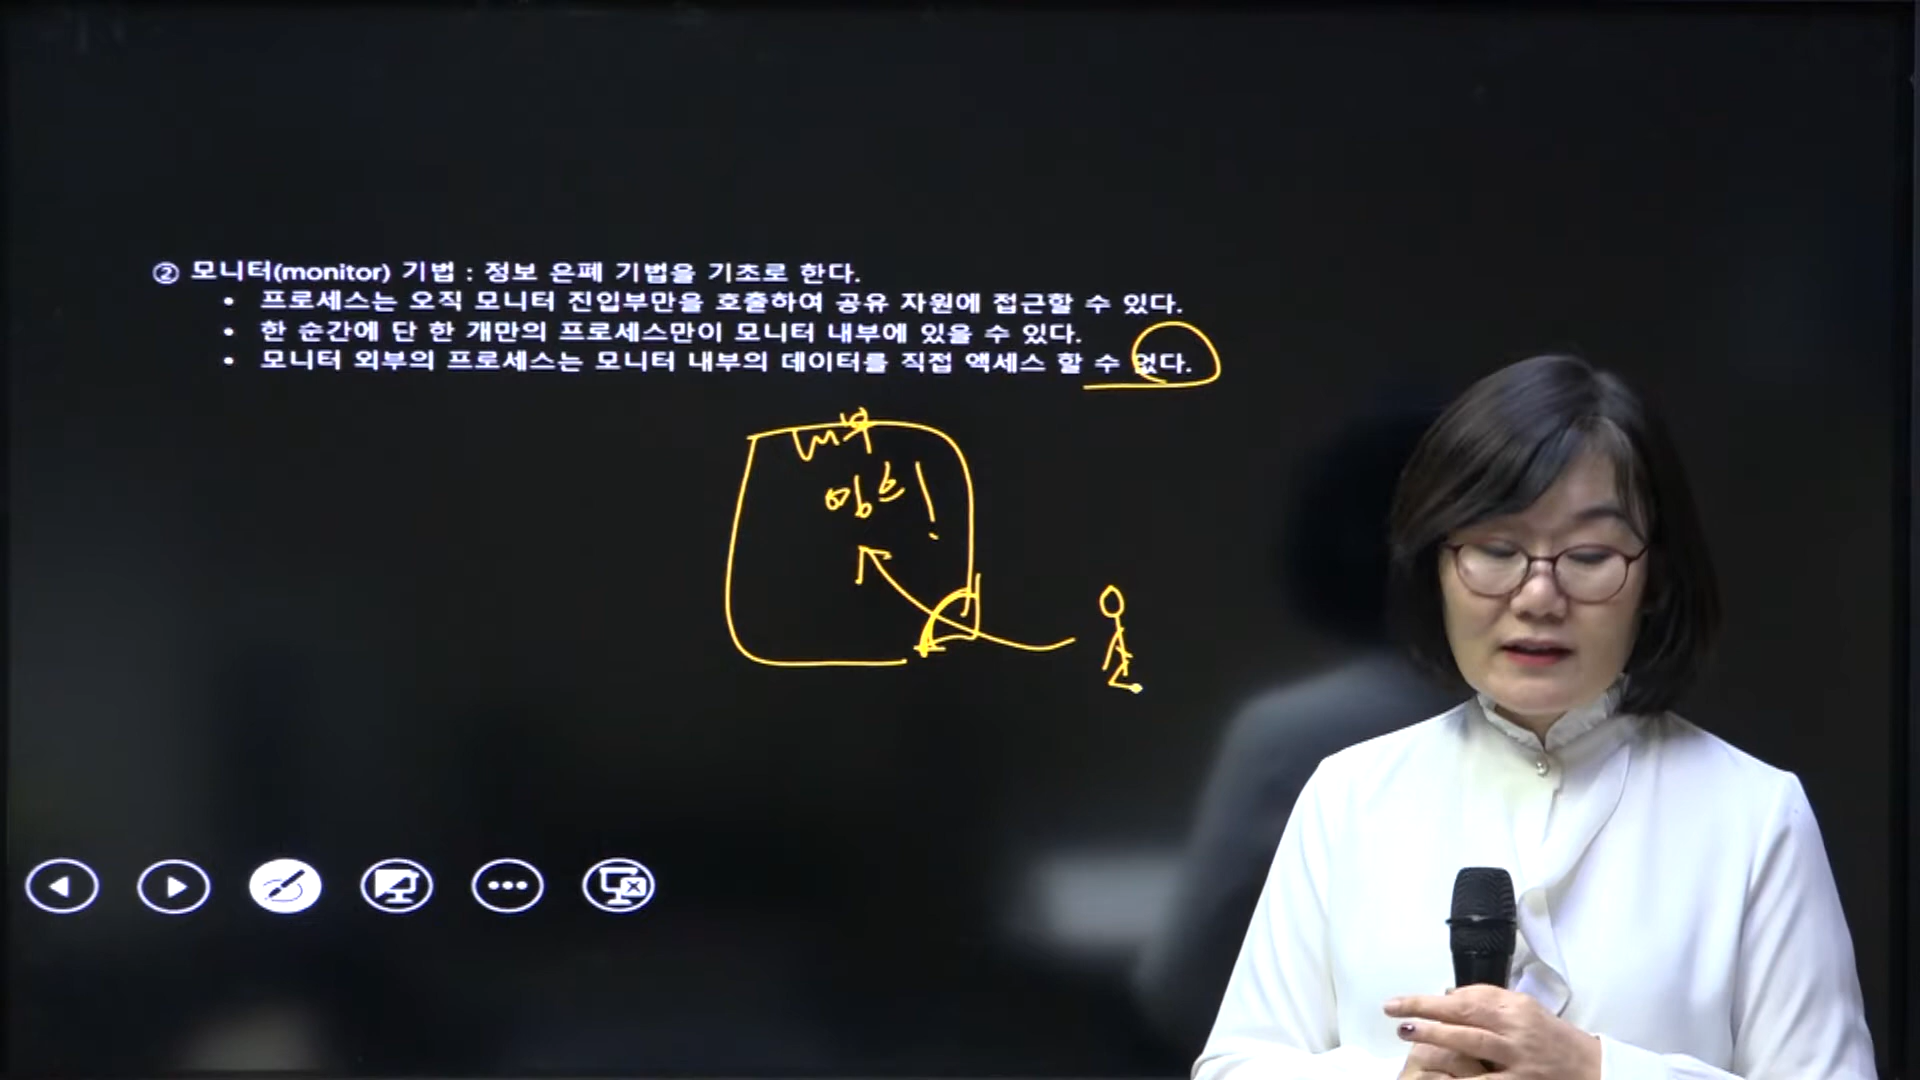 ② 모니터(monitor) 기법 : 정보 은폐 기법을 기초로 한다.
• 프로세스는 오직 모니터 진입부만을 호출하여 공유 자원에 접근할 수 있다.
• 한 순간에 단 한 개만의 프로세스만이 모니터 내부에 있을 수 있다.
• 모니터 외부의 프로세스는 모니터 내부의 데이터를 직접 액세스 할 수 없다.